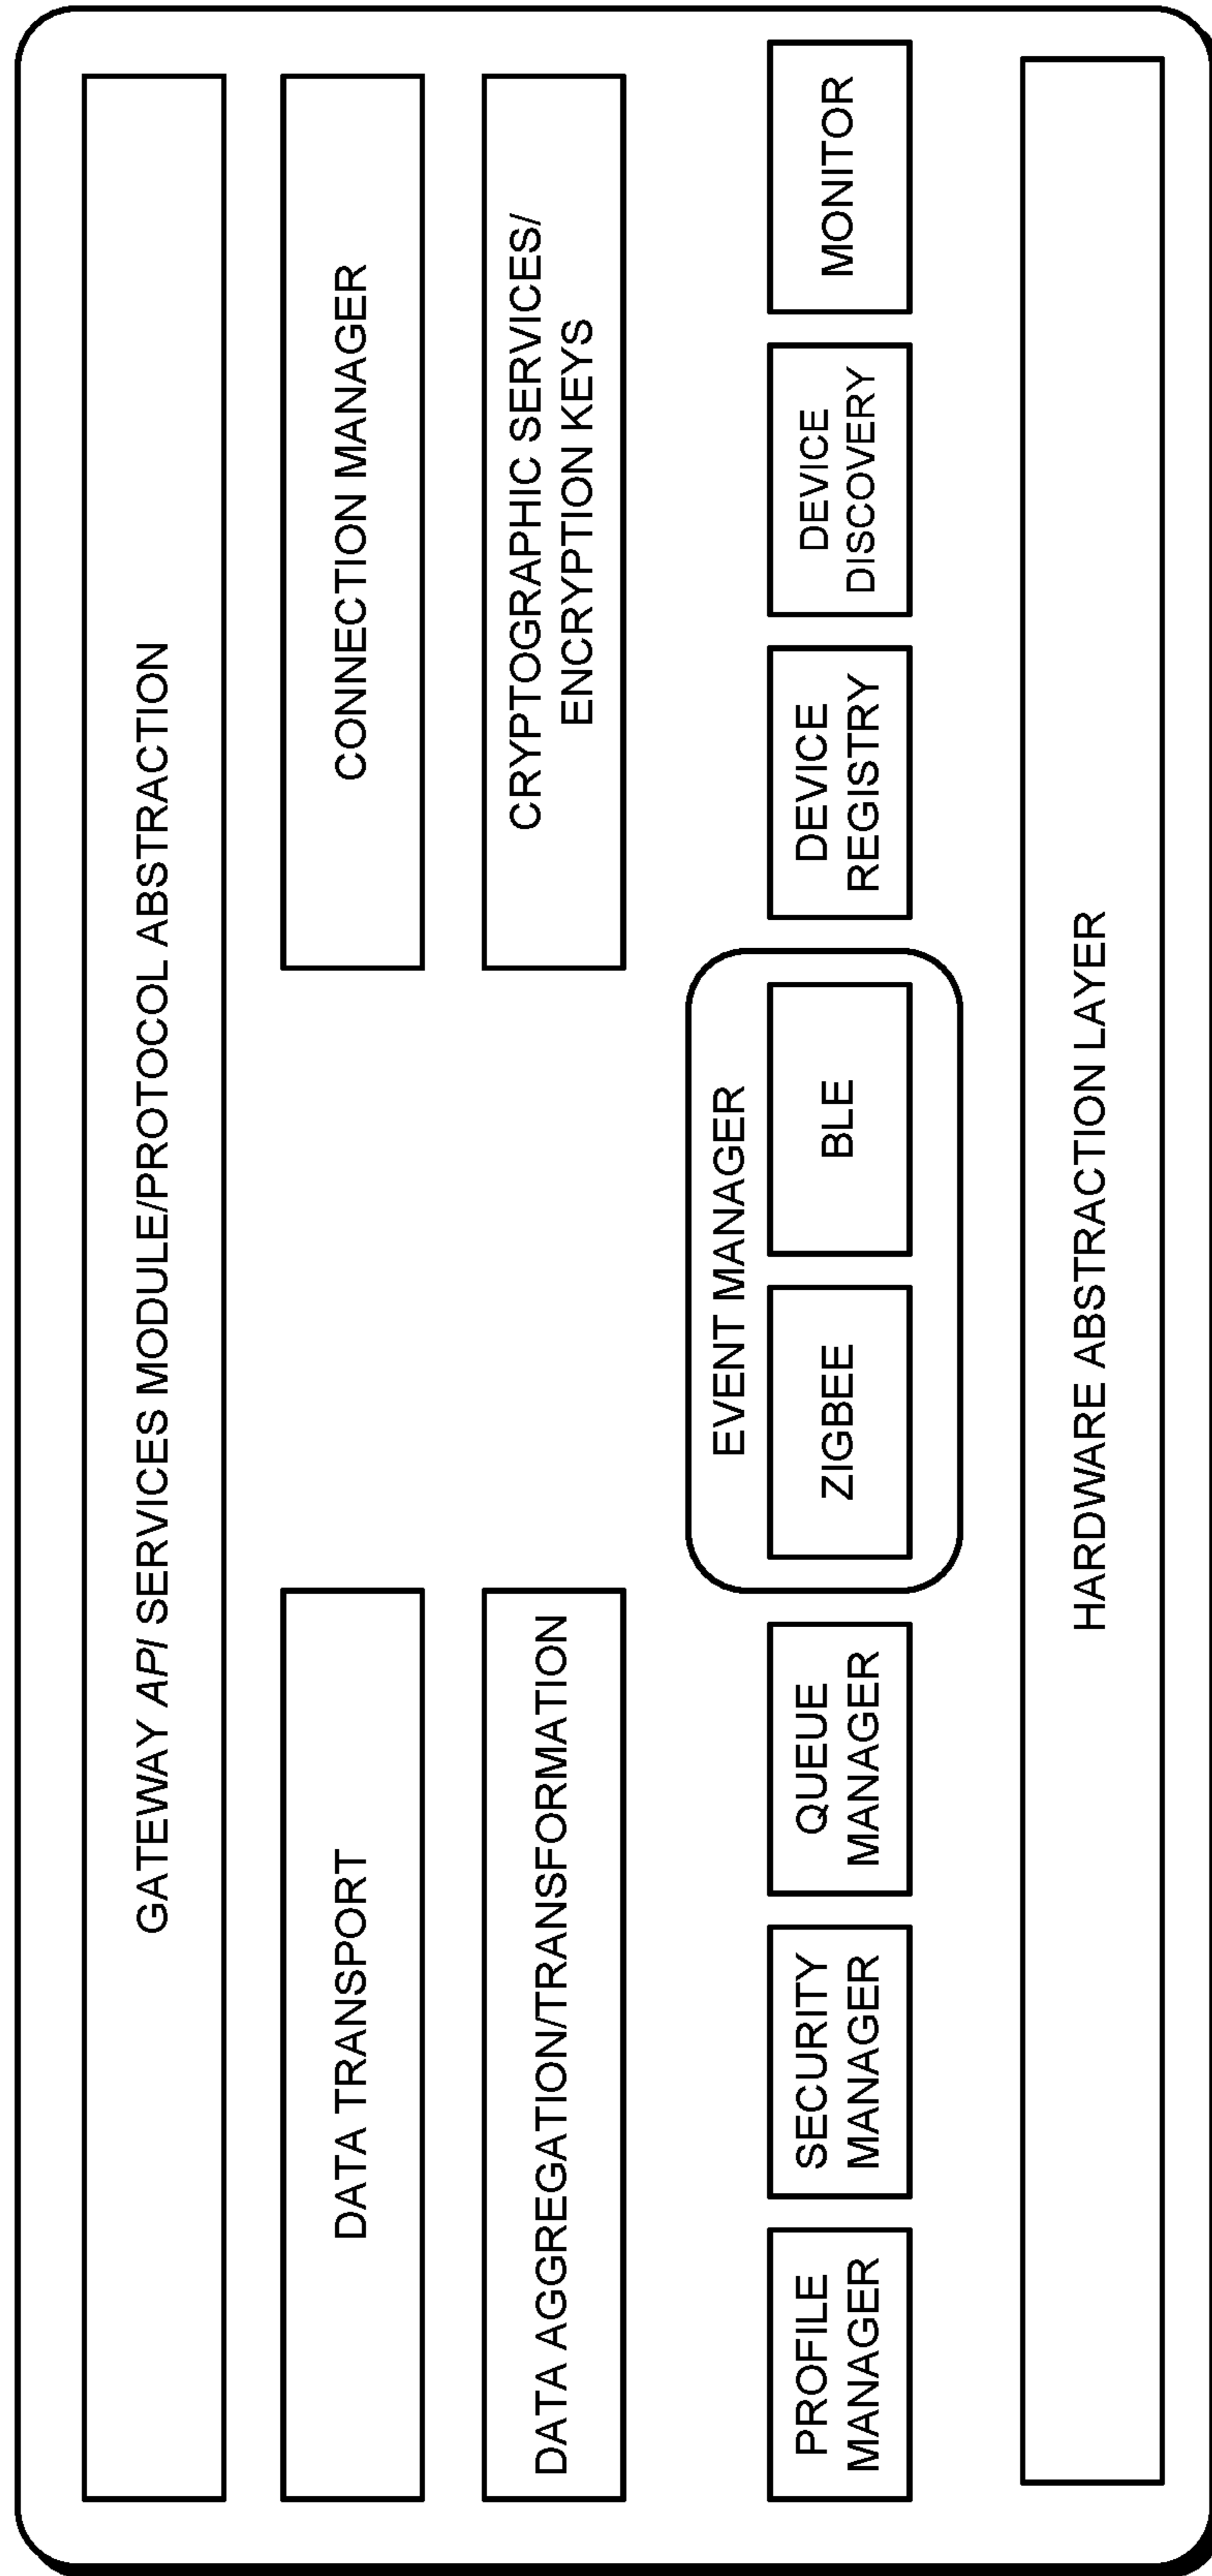 GATEWAY API SERVICES MODULE/PROTOCOL ABSTRACTION
DATA TRANSPORT
CONNECTION MANAGER
DATA AGGREGATION/TRANSFORMATION
CRYPTOGRAPHIC SERVICES/
ENCRYPTION KEYS
PROFILE
MANAGER
SECURITY
MANAGER
QUEUE
MANAGER
EVENT MANAGER
ZIGBEE
BLE
DEVICE
REGISTRY
DEVICE
DISCOVERY
MONITOR
HARDWARE ABSTRACTION LAYER